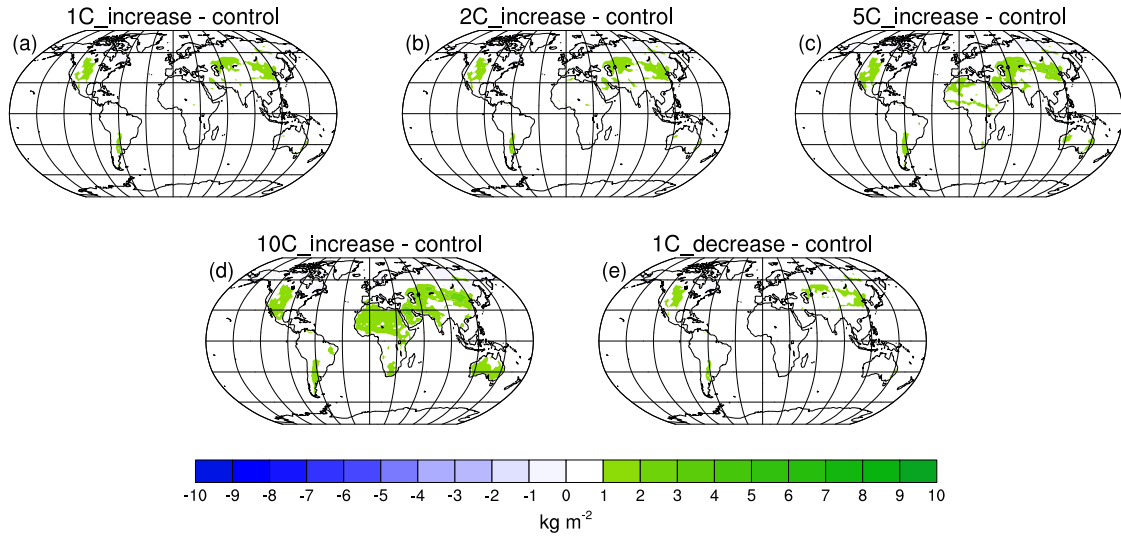 1C_increase - control
2C_increase - control
5C_increase - control
(a)
(b)
(c)
10C_increase - control
1C_decrease - control
(d)
(e)
-10 -9 -8 -7 -6 -5 -4 -3 -2 -1 0 1 2 3 4 5 6 7 8 9 10
kg m⁻²